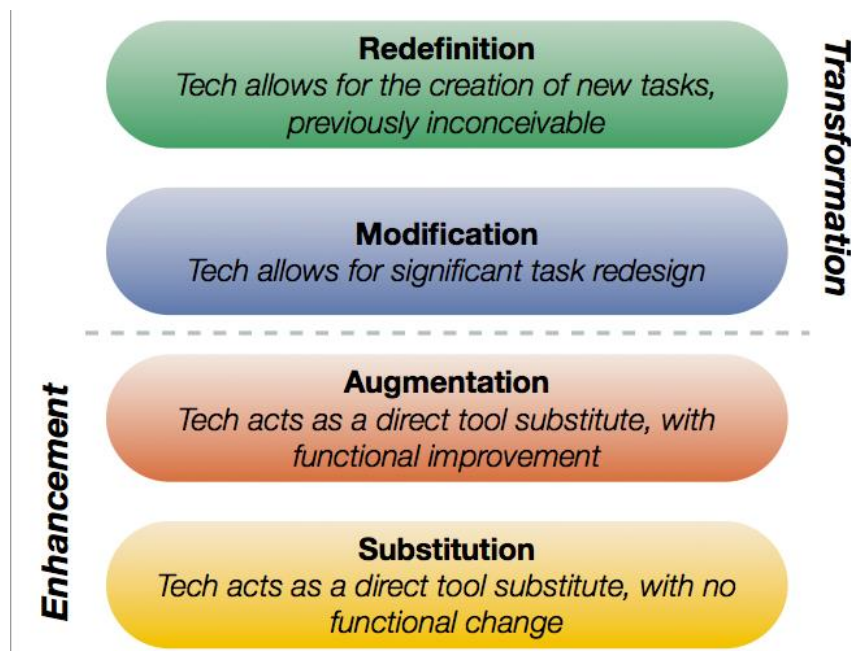 Redefinition
Tech allows for the creation of new tasks,
previously inconceivable
Transformation
Modification
Tech allows for significant task redesign
Augmentation
Tech acts as a direct tool substitute, with
functional improvement
Enhancement
Substitution
Tech acts as a direct tool substitute, with no
functional change